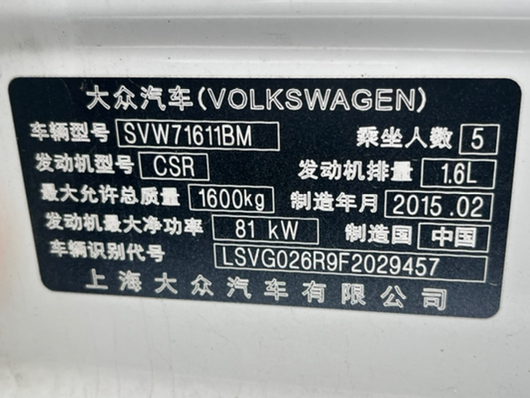 大众汽车(VOLKSWAGEN)
车辆型号 SVW71611BM 乘坐人数 5
发动机型号 CSR 发动机排量 1.6L
最大允许总质量 1600kg 制造年月 2015.02
发动机最大净功率 81 kW 制造国 中国
车辆识别代号 LSVG026R9F2029457
上海大众汽车有限公司